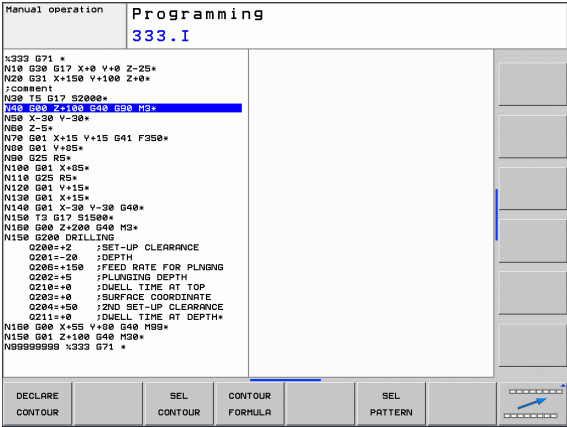 Manual operation
Programming
333.I
%333 G71 *
N10 G30 G17 X+0 Y+0 Z-25*
N20 G31 X+150 Y+100 Z+0*
;comment
N30 T5 G17 S2000*
N40 G00 Z+100 G40 G90 M3*
N50 X-30 Y-30*
N60 Z-5*
N70 G01 X+15 Y+15 G41 F350*
N80 G01 Y+85*
N90 G25 R5*
N100 G01 X+85*
N110 G25 R5*
N120 G01 Y+15*
N130 G01 X+15*
N140 G01 X-30 Y-30 G40*
N150 T3 G17 S1500*
N160 G00 Z+200 G40 M3*
N150 G200 DRILLING
Q200=+2 ;SET-UP CLEARANCE
Q201=-20 ;DEPTH
Q206=+150 ;FEED RATE FOR PLNGNG
Q202=+5 ;PLUNGING DEPTH
Q210=+0 ;DWELL TIME AT TOP
Q203=+0 ;SURFACE COORDINATE
Q204=+50 ;2ND SET-UP CLEARANCE
Q211=+0 ;DWELL TIME AT DEPTH*
N160 G00 X+55 Y+80 G40 M99*
N150 G01 Z+100 G40 M30*
N99999999 %333 G71 *
DECLARE
CONTOUR
SEL
CONTOUR
CONTOUR
FORMULA
SEL
PATTERN